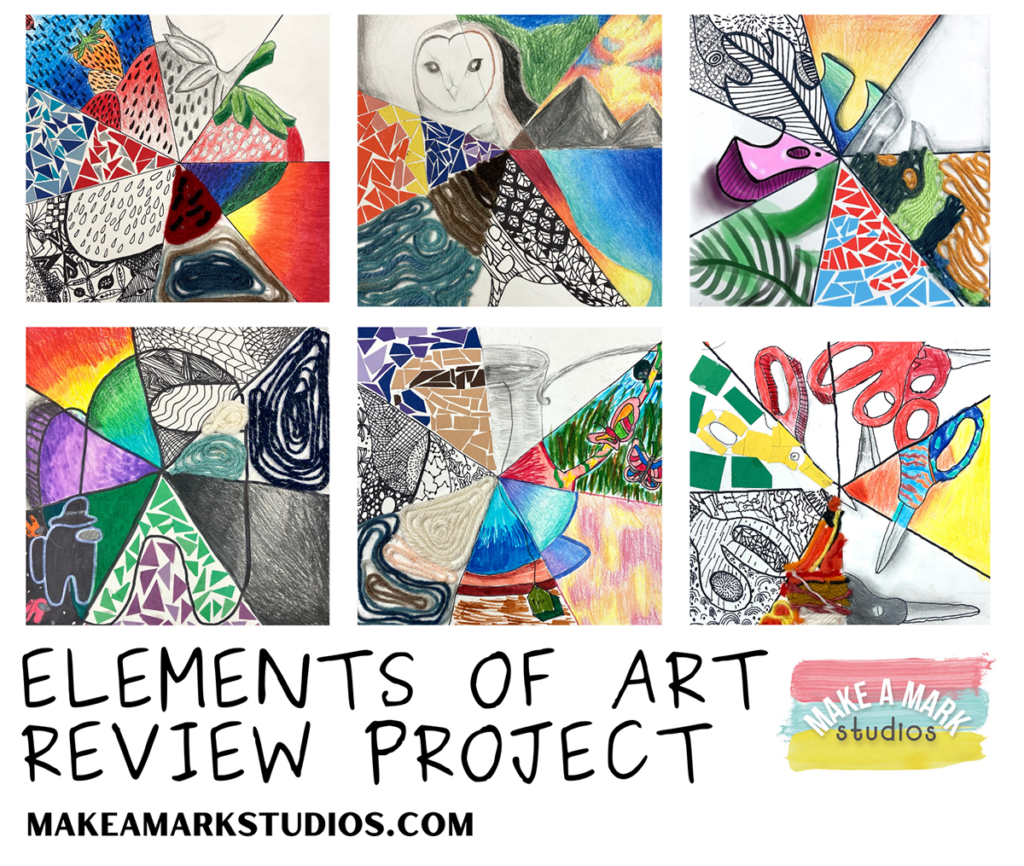 ELEMENTS OF ART
REVIEW PROJECT
MAKE A MARK
studios
MAKEAMARKSTUDIOS.COM